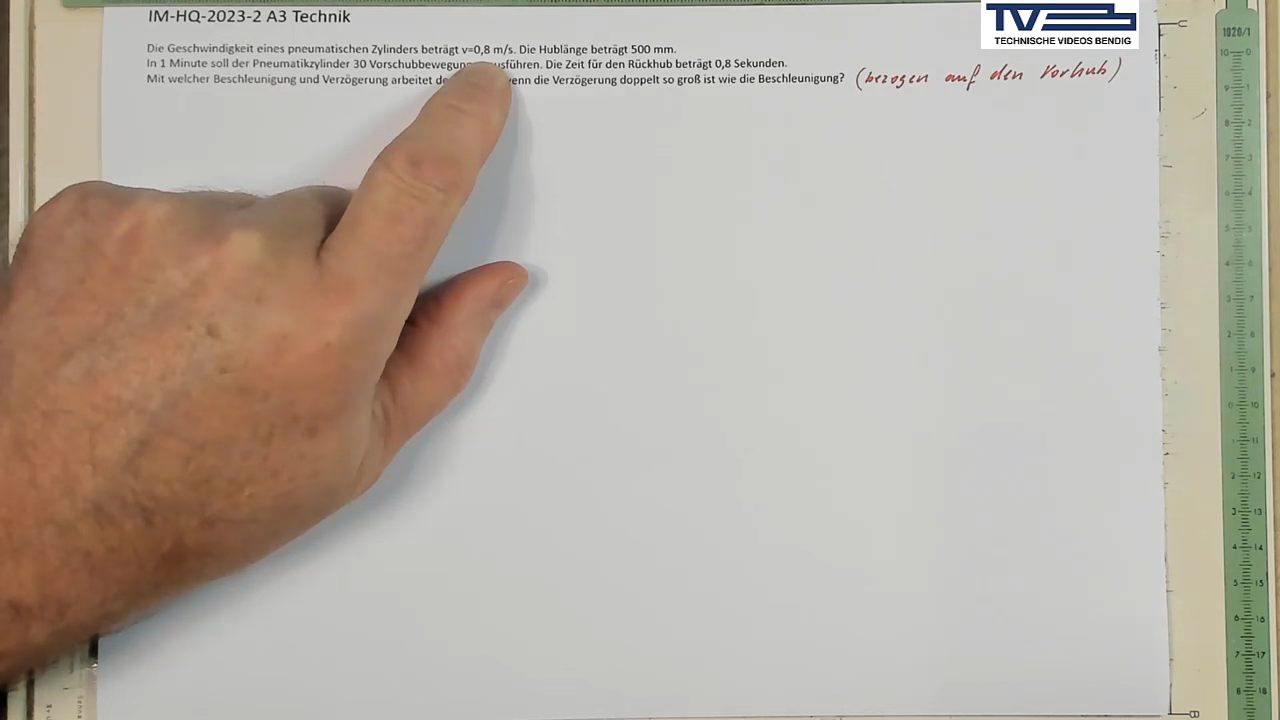 IM-HQ-2023-2 A3 Technik
TECHNISCHE VIDEOS BENDIG
Die Geschwindigkeit eines pneumatischen Zylinders beträgt v=0,8 m/s. Die Hublänge beträgt 500 mm.
In 1 Minute soll der Pneumatikzylinder 30 Vorschubbewegung ausführen. Die Zeit für den Rückhub beträgt 0,8 Sekunden.
Mit welcher Beschleunigung und Verzögerung arbeitet wenn die Verzögerung doppelt so groß ist wie die Beschleunigung? (bezogen auf den Vorhub)
1020/1